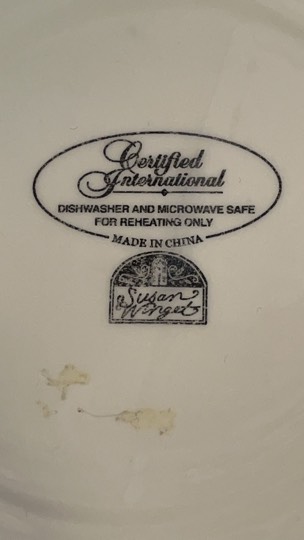 Certified
International
DISHWASHER AND MICROWAVE SAFE
FOR REHEATING ONLY
MADE IN CHINA
Susan
Winget